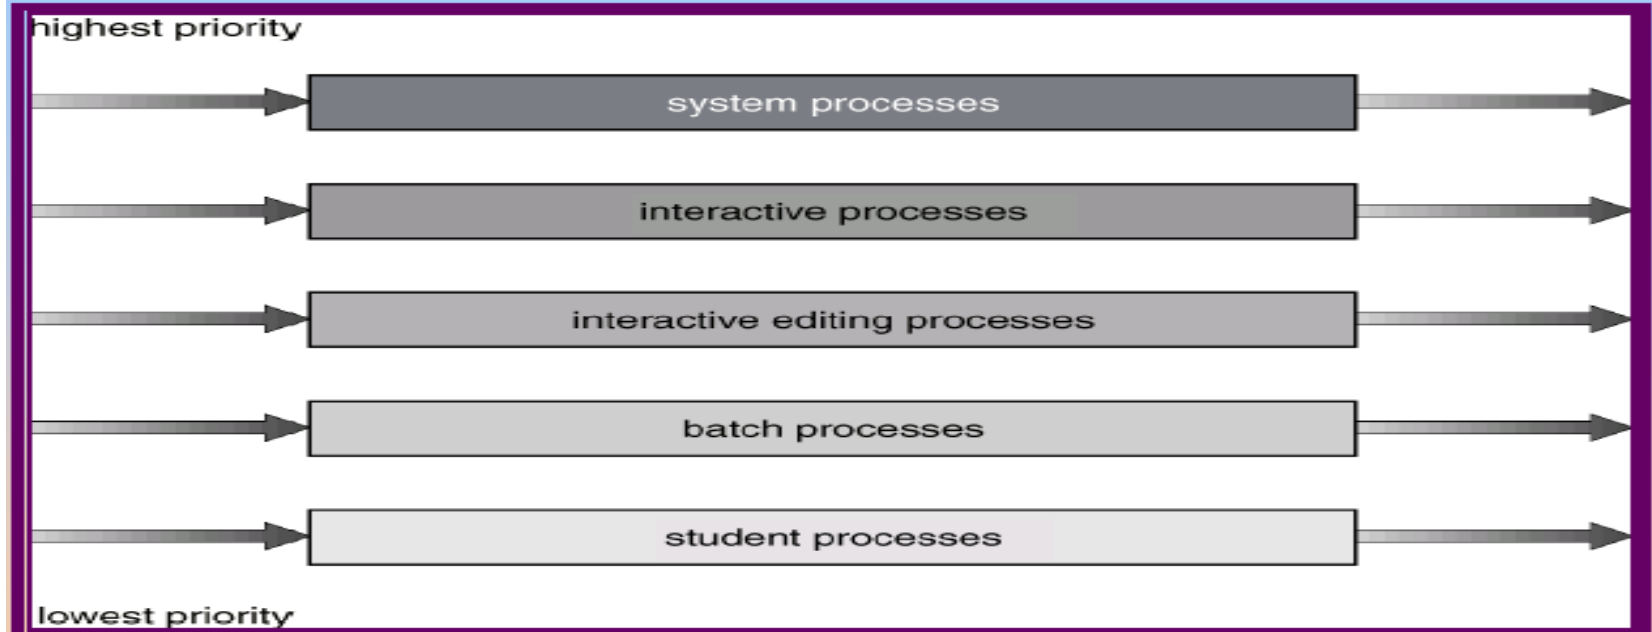 highest priority
system processes
interactive processes
interactive editing processes
batch processes
student processes
lowest priority